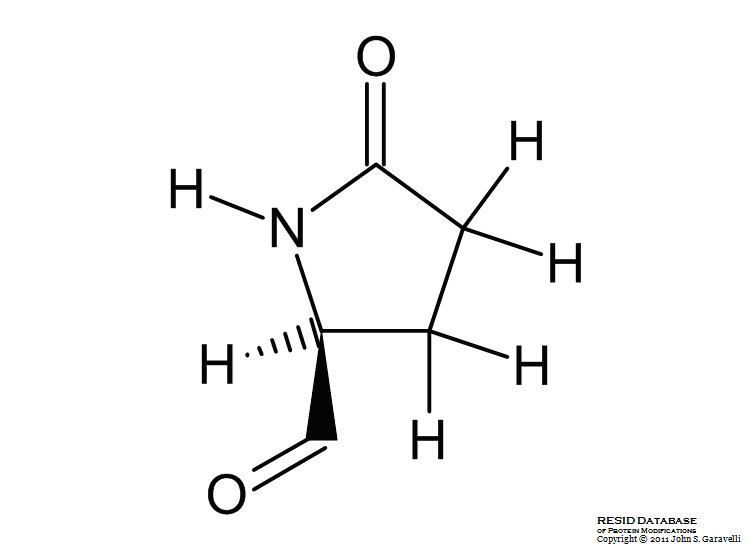 O
H
H
N
H
H
H
H
O
RESID DATABASE
OF PROTEIN MODIFICATIONS
Copyright © 2011 John S. Garavelli